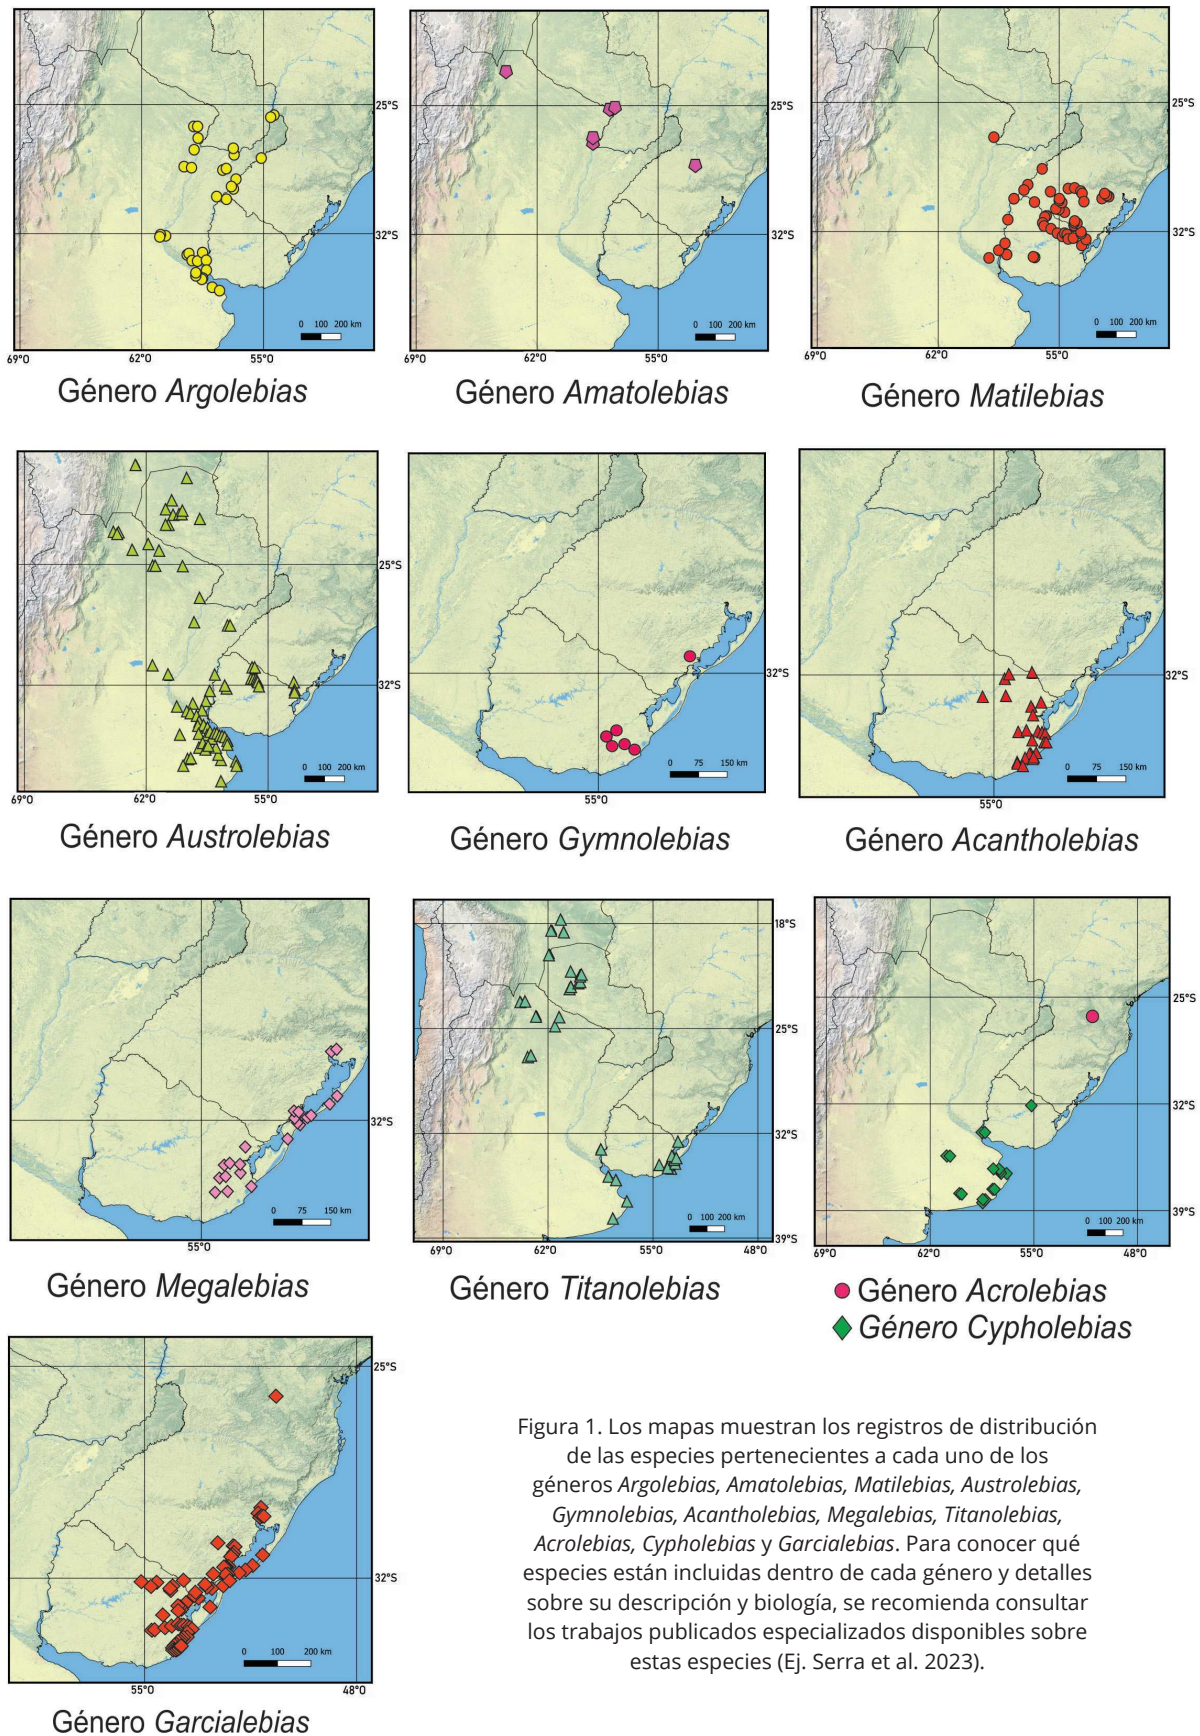 25°S
32°S
0 100 200 km
69°O
62°O
55°O
Género Argolebias
25°S
32°S
0 100 200 km
69°O
62°O
55°O
Género Amatolebias
25°S
32°S
0 100 200 km
69°O
62°O
55°O
Género Matilebias
25°S
32°S
0 100 200 km
69°O
62°O
55°O
Género Austrolebias
32°S
0 75 150 km
55°O
Género Gymnolebias
32°S
0 75 150 km
55°O
Género Acantholebias
32°S
0 75 150 km
55°O
Género Megalebias
18°S
25°S
32°S
39°S
0 100 200 km
69°O
62°O
55°O
48°O
Género Titanolebias
25°S
32°S
39°S
0 100 200 km
69°O
62°O
55°O
48°O
Género Acrolebias
Género Cypholebias
25°S
32°S
0 100 200 km
55°O
48°O
Género Garcialebias
Figura 1. Los mapas muestran los registros de distribución
de las especies pertenecientes a cada uno de los
géneros Argolebias, Amatolebias, Matilebias, Austrolebias,
Gymnolebias, Acantholebias, Megalebias, Titanolebias,
Acrolebias, Cypholebias y Garcialebias. Para conocer qué
especies están incluidas dentro de cada género y detalles
sobre su descripción y biología, se recomienda consultar
los trabajos publicados especializados disponibles sobre
estas especies (Ej. Serra et al. 2023).